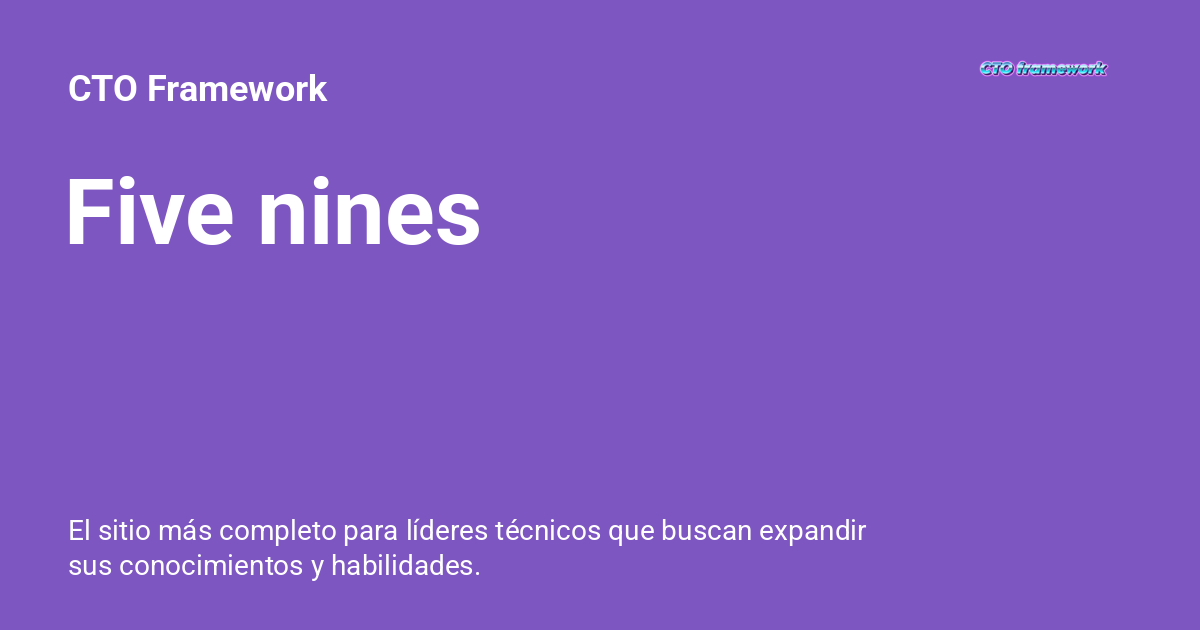 CTO Framework
CTO framework
Five nines
El sitio más completo para líderes técnicos que buscan expandir
sus conocimientos y habilidades.